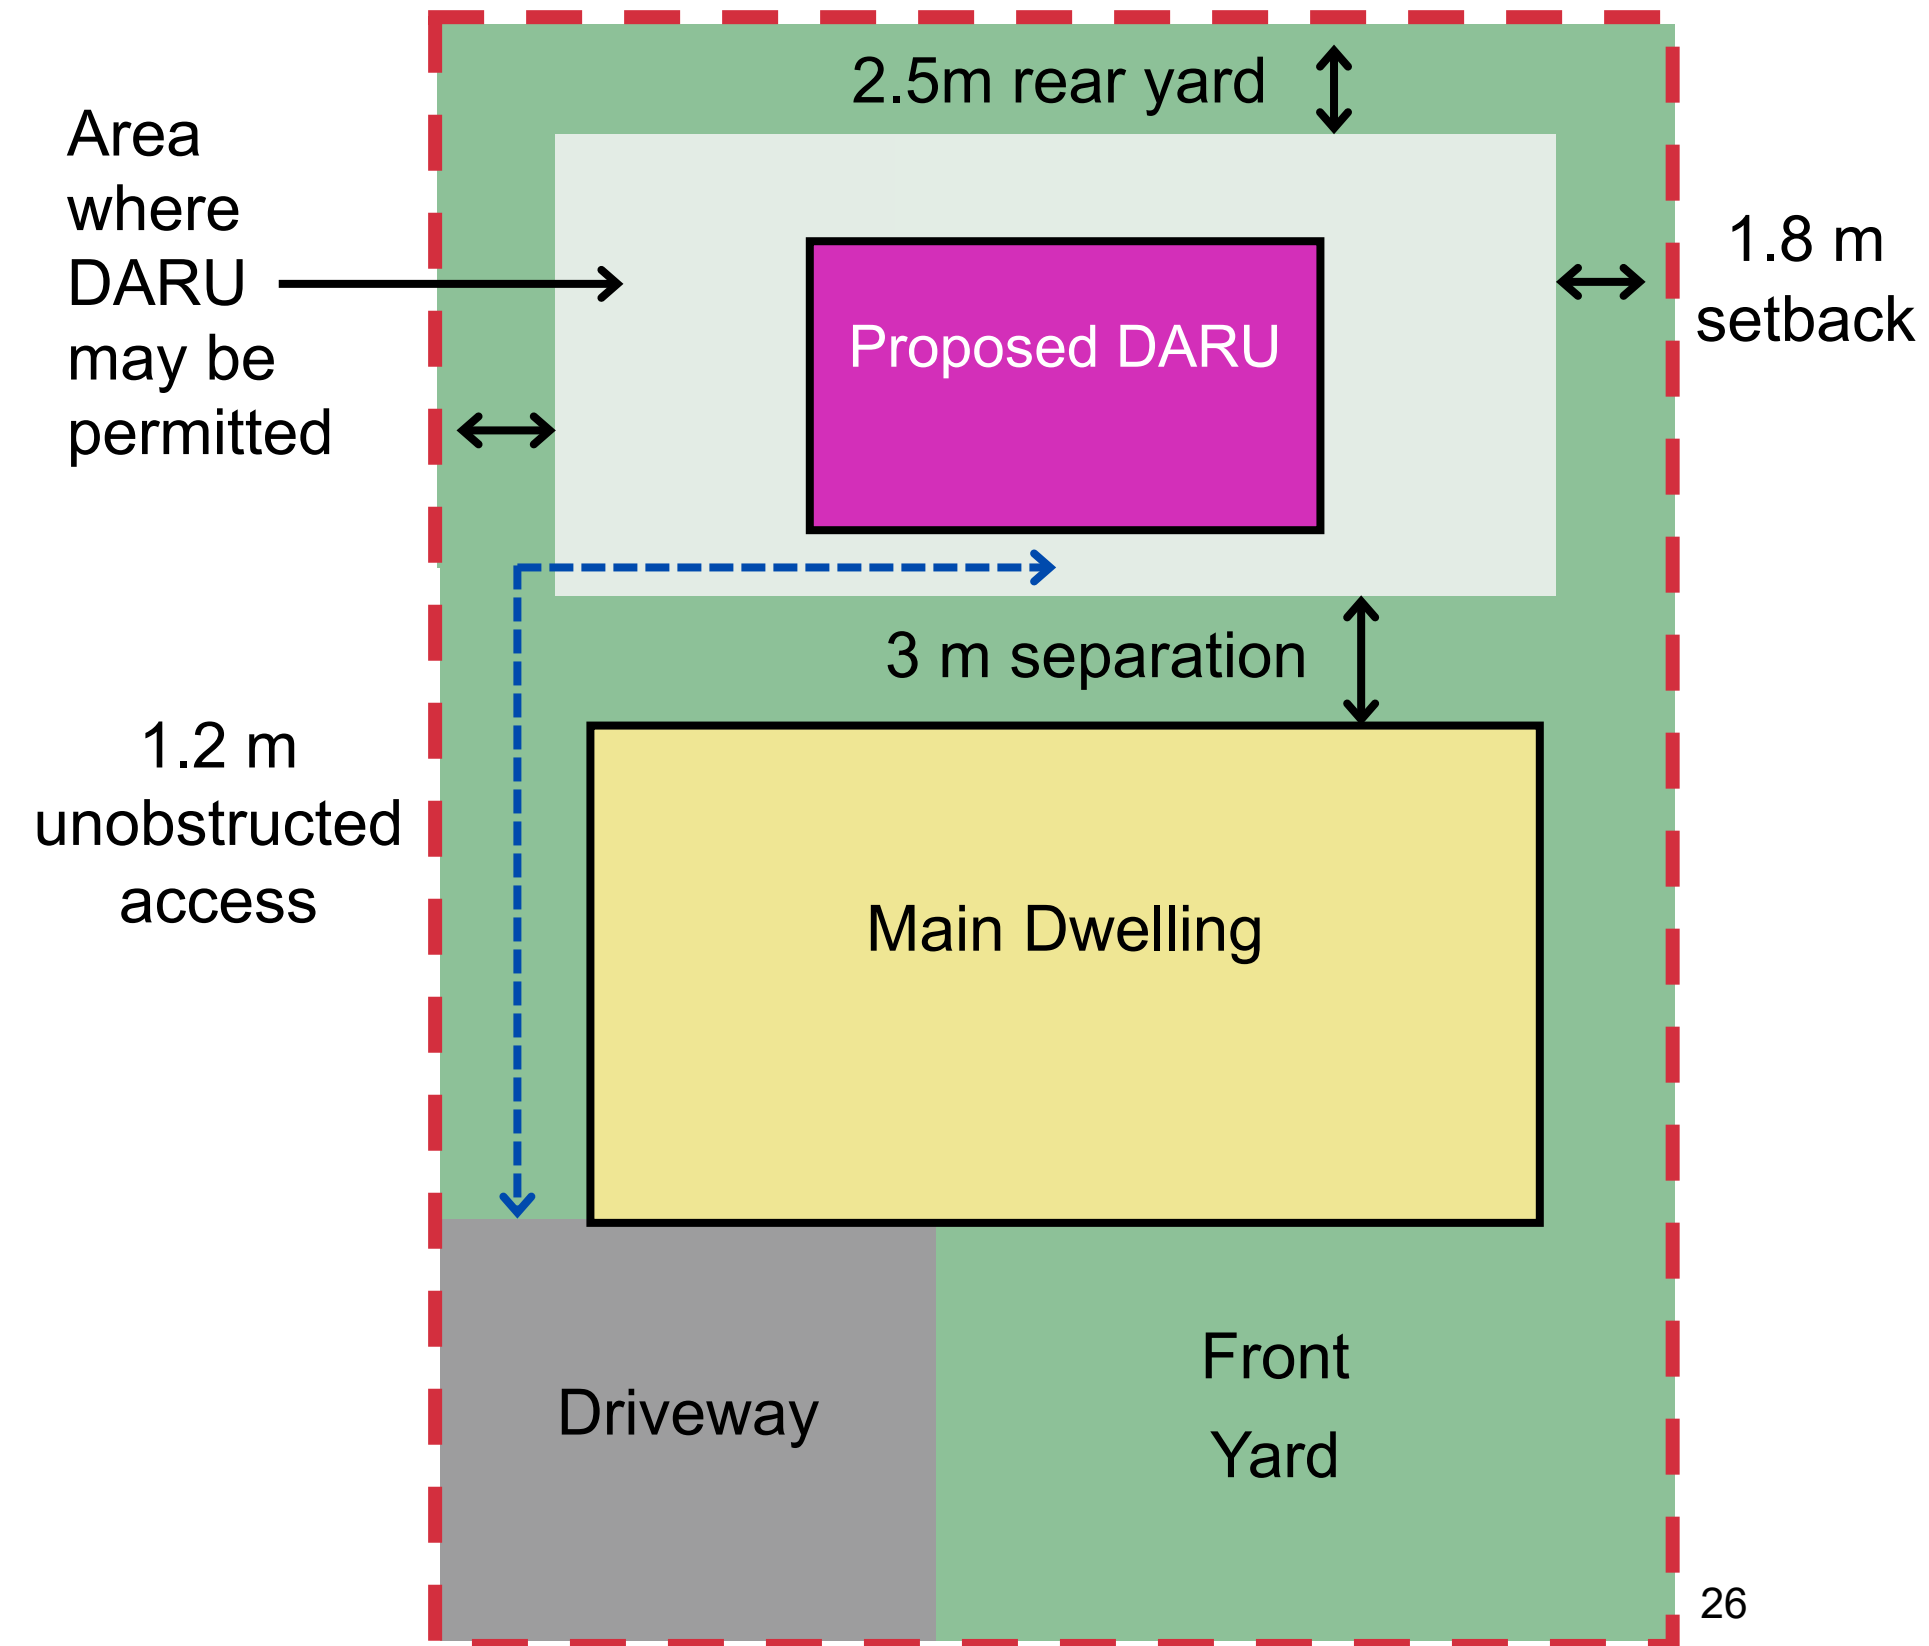 2.5m rear yard
Area
where
DARU
may be
permitted
1.8 m
setback
Proposed DARU
3 m separation
1.2 m
unobstructed
access
Main Dwelling
Driveway
Front
Yard
26